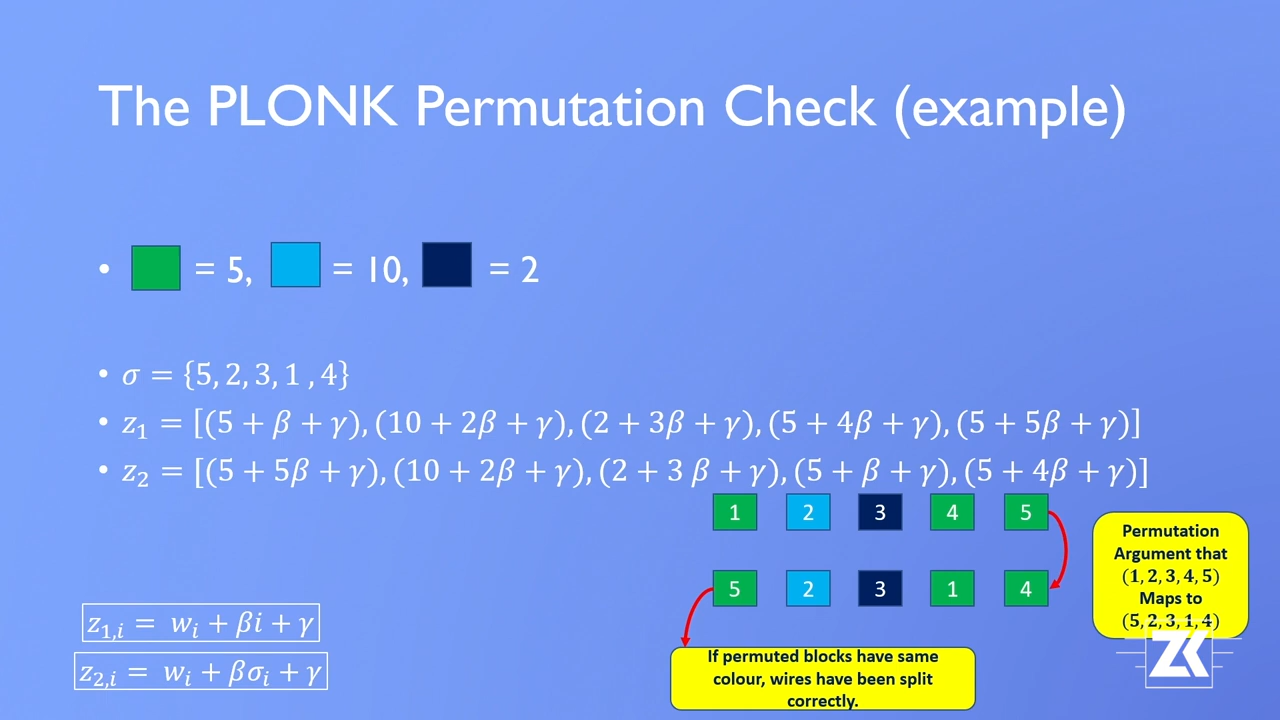 The PLONK Permutation Check (example)
• = 5, = 10, = 2
• σ = {5, 2, 3, 1 , 4}
• z₁ = [(5 + β + γ), (10 + 2β + γ), (2 + 3β + γ), (5 + 4β + γ), (5 + 5β + γ)]
• z₂ = [(5 + 5β + γ), (10 + 2β + γ), (2 + 3 β + γ), (5 + β + γ), (5 + 4β + γ)]
1 2 3 4 5
5 2 3 1 4
Permutation
Argument that
(1, 2, 3, 4, 5)
Maps to
(5, 2, 3, 1, 4)
z₁,ᵢ = wᵢ + βi + γ
z₂,ᵢ = wᵢ + βσᵢ + γ
If permuted blocks have same
colour, wires have been split
correctly.
ZK